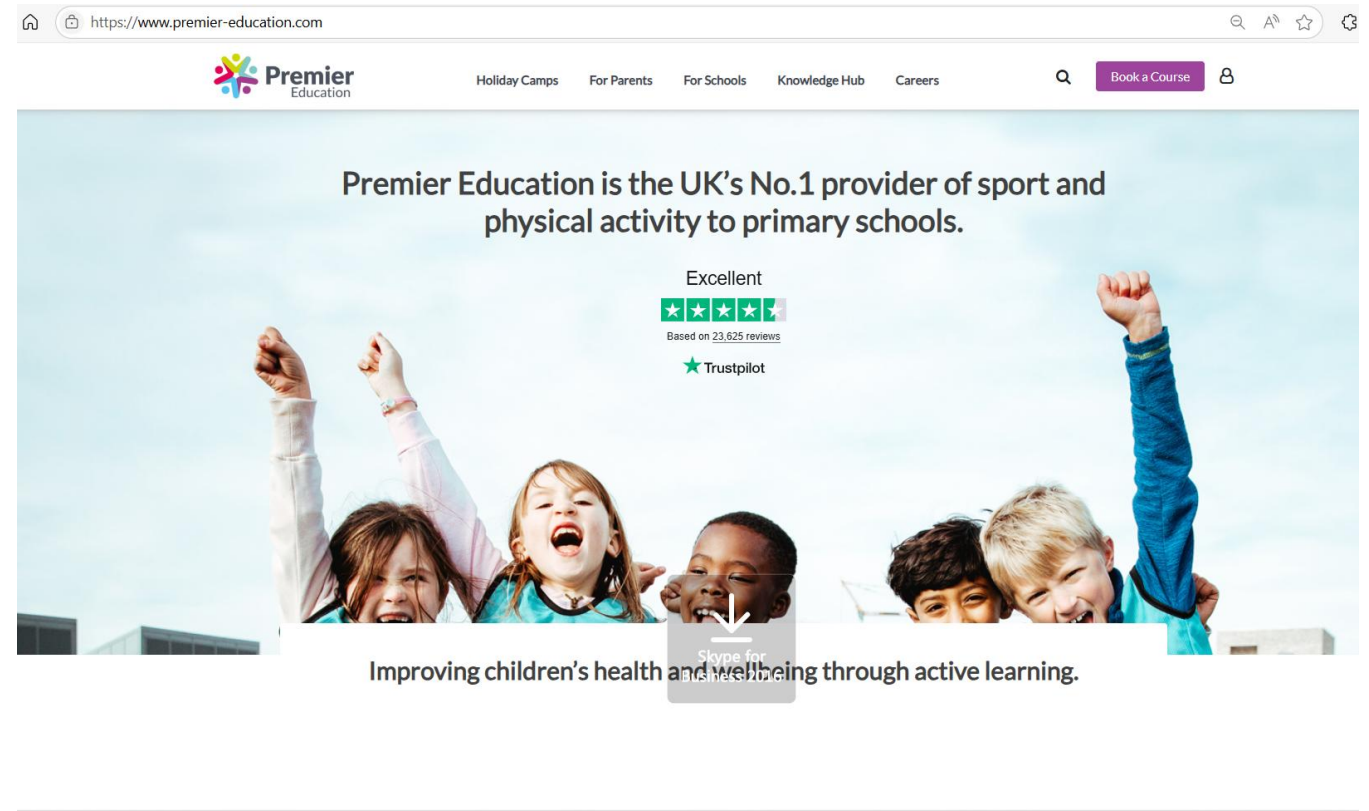 https://www.premier-education.com
Premier
Education
Holiday Camps
For Parents
For Schools
Knowledge Hub
Careers
Book a Course
Premier Education is the UK’s No.1 provider of sport and
physical activity to primary schools.
Excellent
Based on 23,625 reviews
Trustpilot
Improving children’s health and wellbeing through active learning.
Skype for
Business 2016